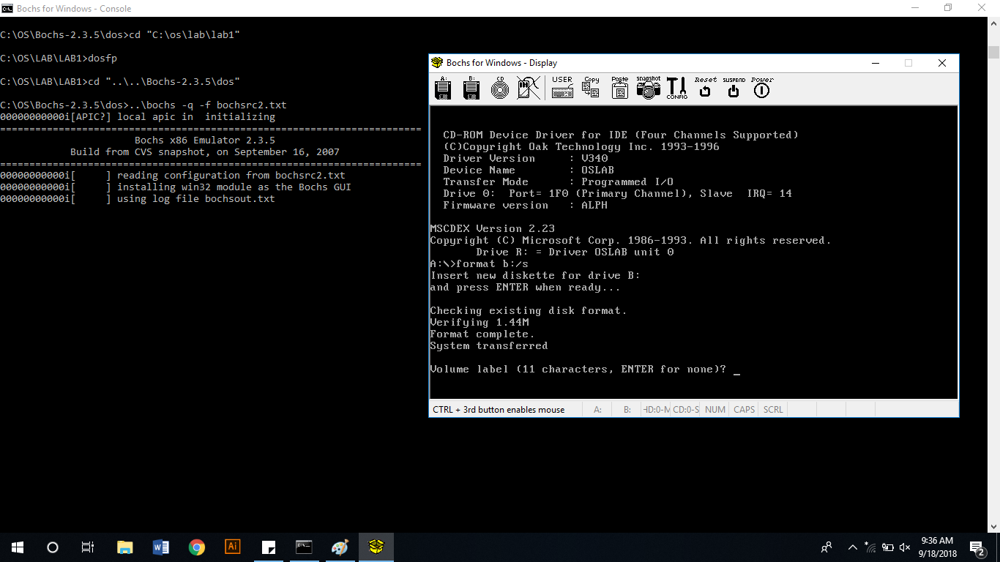 Bochs for Windows - Console
C:\OS\Bochs-2.3.5\dos>cd "C:\os\lab\lab1"
C:\OS\LAB\LAB1>dosfp
C:\OS\LAB\LAB1>cd "..\..\Bochs-2.3.5\dos"
C:\OS\Bochs-2.3.5\dos>..\bochs -q -f bochsrc2.txt
00000000000i[APIC?] local apic in  initializing
========================================================================
Bochs x86 Emulator 2.3.5
Build from CVS snapshot, on September 16, 2007
========================================================================
00000000000i[     ] reading configuration from bochsrc2.txt
00000000000i[     ] installing win32 module as the Bochs GUI
00000000000i[     ] using log file bochsout.txt
Bochs for Windows - Display
A: B: CD USER Copy Paste snapshot CONFIG Reset SUSPEND Power
CD-ROM Device Driver for IDE (Four Channels Supported)
(C)Copyright Oak Technology Inc. 1993-1996
Driver Version     : V340
Device Name        : OSLAB
Transfer Mode      : Programmed I/O
Drive 0:  Port= 1F0 (Primary Channel), Slave  IRQ= 14
Firmware version   : ALPH
MSCDEX Version 2.23
Copyright (C) Microsoft Corp. 1986-1993. All rights reserved.
Drive R: = Driver OSLAB unit 0
A:\>format b:/s
Insert new diskette for drive B:
and press ENTER when ready...
Checking existing disk format.
Verifying 1.44M
Format complete.
System transferred
Volume label (11 characters, ENTER for none)? _
CTRL + 3rd button enables mouse A: B: HD:0-M CD:0-S NUM CAPS SCRL
Ai
9:36 AM
9/18/2018
2